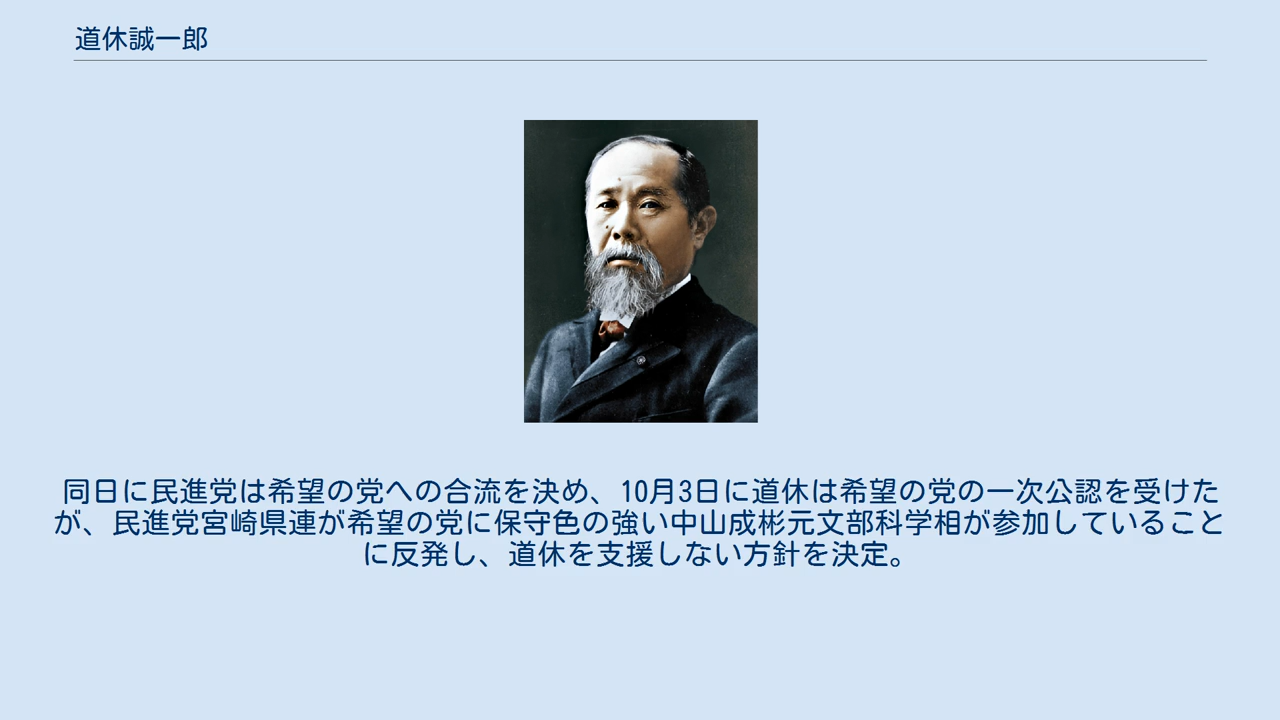 道休誠一郎
同日に民進党は希望の党への合流を決め、10月3日に道休は希望の党の一次公認を受けた
が、民進党宮崎県連が希望の党に保守色の強い中山成彬元文部科学相が参加していること
に反発し、道休を支援しない方針を決定。